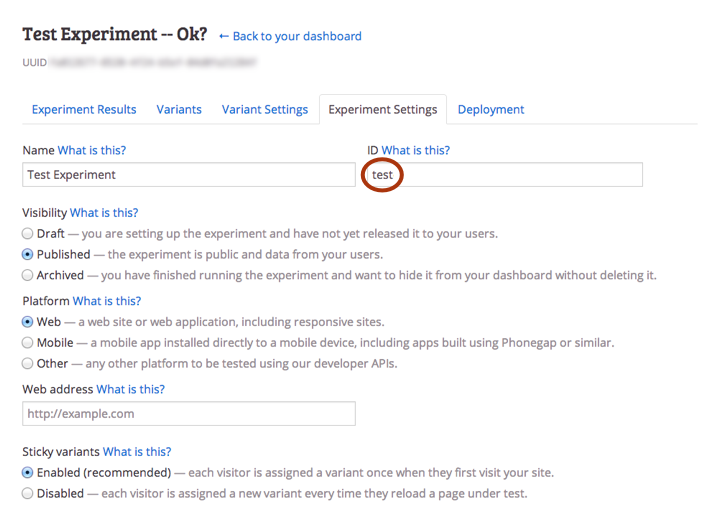 Test Experiment -- Ok? ← Back to your dashboard
UUID
Experiment Results Variants Variant Settings Experiment Settings Deployment
Name What is this? ID What is this?
Test Experiment test
Visibility What is this?
Draft — you are setting up the experiment and have not yet released it to your users.
Published — the experiment is public and data from your users.
Archived — you have finished running the experiment and want to hide it from your dashboard without deleting it.
Platform What is this?
Web — a web site or web application, including responsive sites.
Mobile — a mobile app installed directly to a mobile device, including apps built using Phonegap or similar.
Other — any other platform to be tested using our developer APIs.
Web address What is this?
http://example.com
Sticky variants What is this?
Enabled (recommended) — each visitor is assigned a variant once when they first visit your site.
Disabled — each visitor is assigned a new variant every time they reload a page under test.